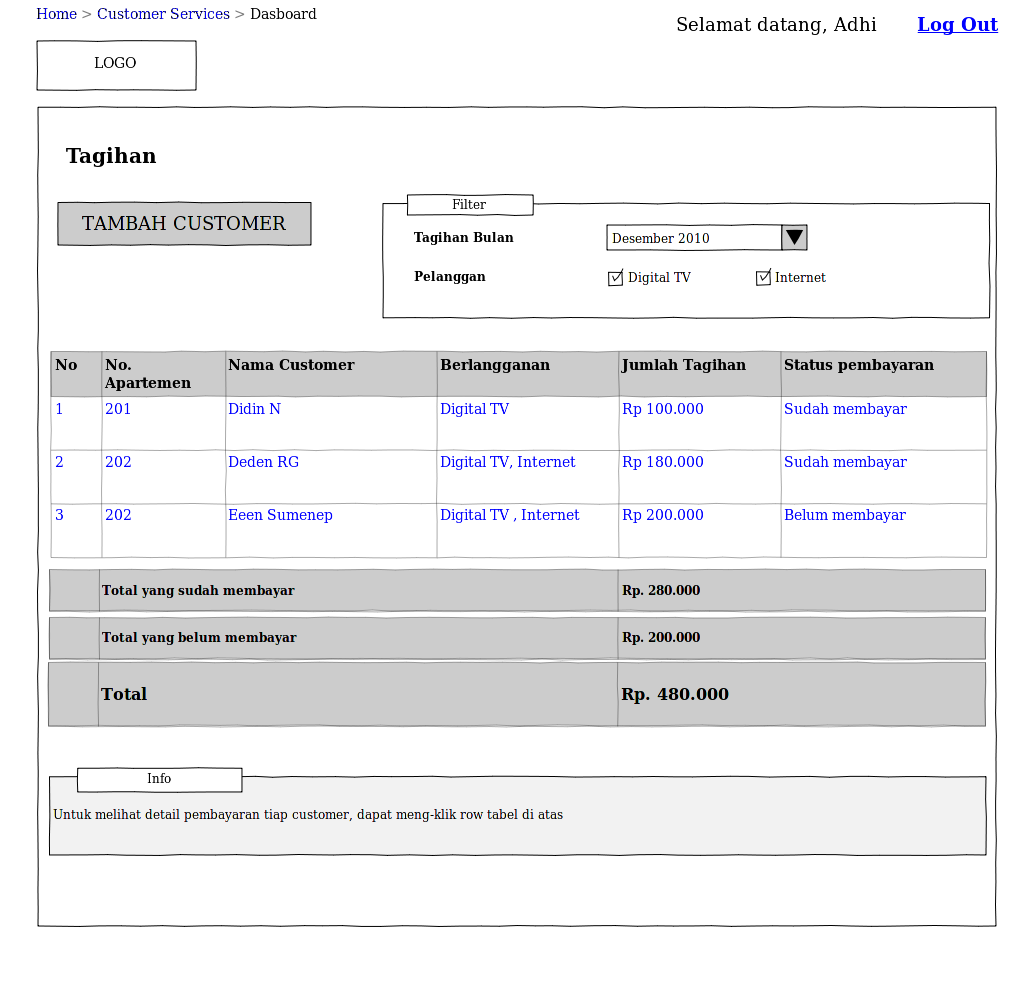 Home > Customer Services > Dasboard
Selamat datang, Adhi Log Out
LOGO
Tagihan
TAMBAH CUSTOMER
Filter
Tagihan Bulan Desember 2010
Pelanggan Digital TV Internet
No No. Apartemen Nama Customer Berlangganan Jumlah Tagihan Status pembayaran
1 201 Didin N Digital TV Rp 100.000 Sudah membayar
2 202 Deden RG Digital TV, Internet Rp 180.000 Sudah membayar
3 202 Eeen Sumenep Digital TV , Internet Rp 200.000 Belum membayar
Total yang sudah membayar Rp. 280.000
Total yang belum membayar Rp. 200.000
Total Rp. 480.000
Info
Untuk melihat detail pembayaran tiap customer, dapat meng-klik row tabel di atas